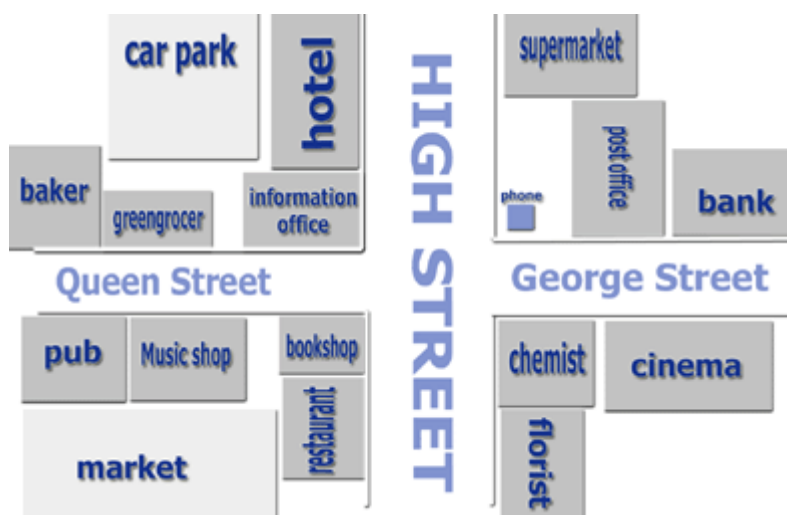 car park
hotel
HIGH STREET
supermarket
post office
baker
greengrocer
information
office
phone
bank
Queen Street
George Street
pub
Music shop
bookshop
chemist
cinema
restaurant
market
florist